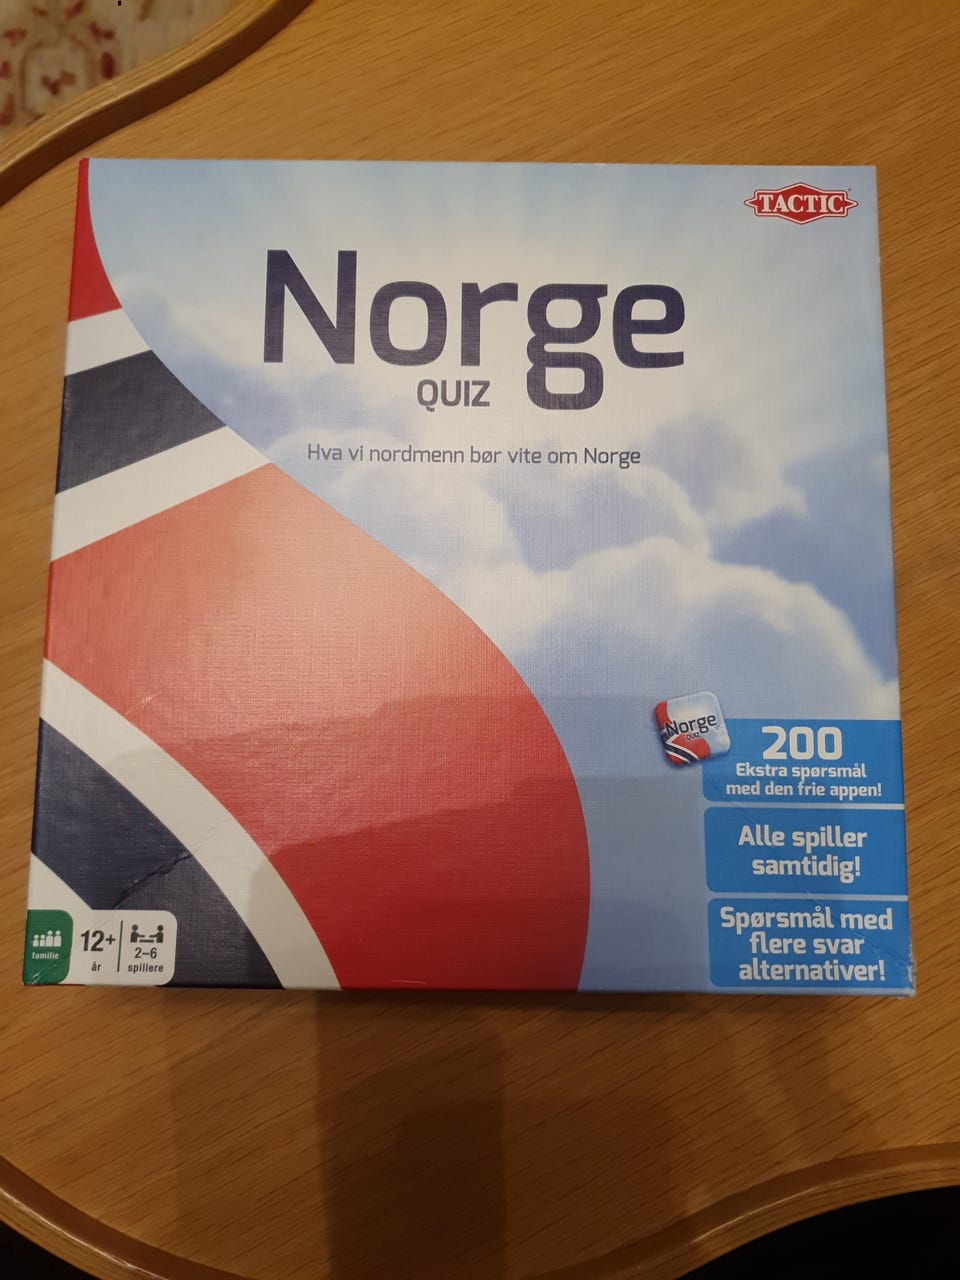 TACTIC
Norge
QUIZ
Hva vi nordmenn bør vite om Norge
Norge
QUIZ
200
Ekstra spørsmål
med den frie appen!
Alle spiller
samtidig!
Spørsmål med
flere svar
alternativer!
familie
12+
år
2–6
spillere